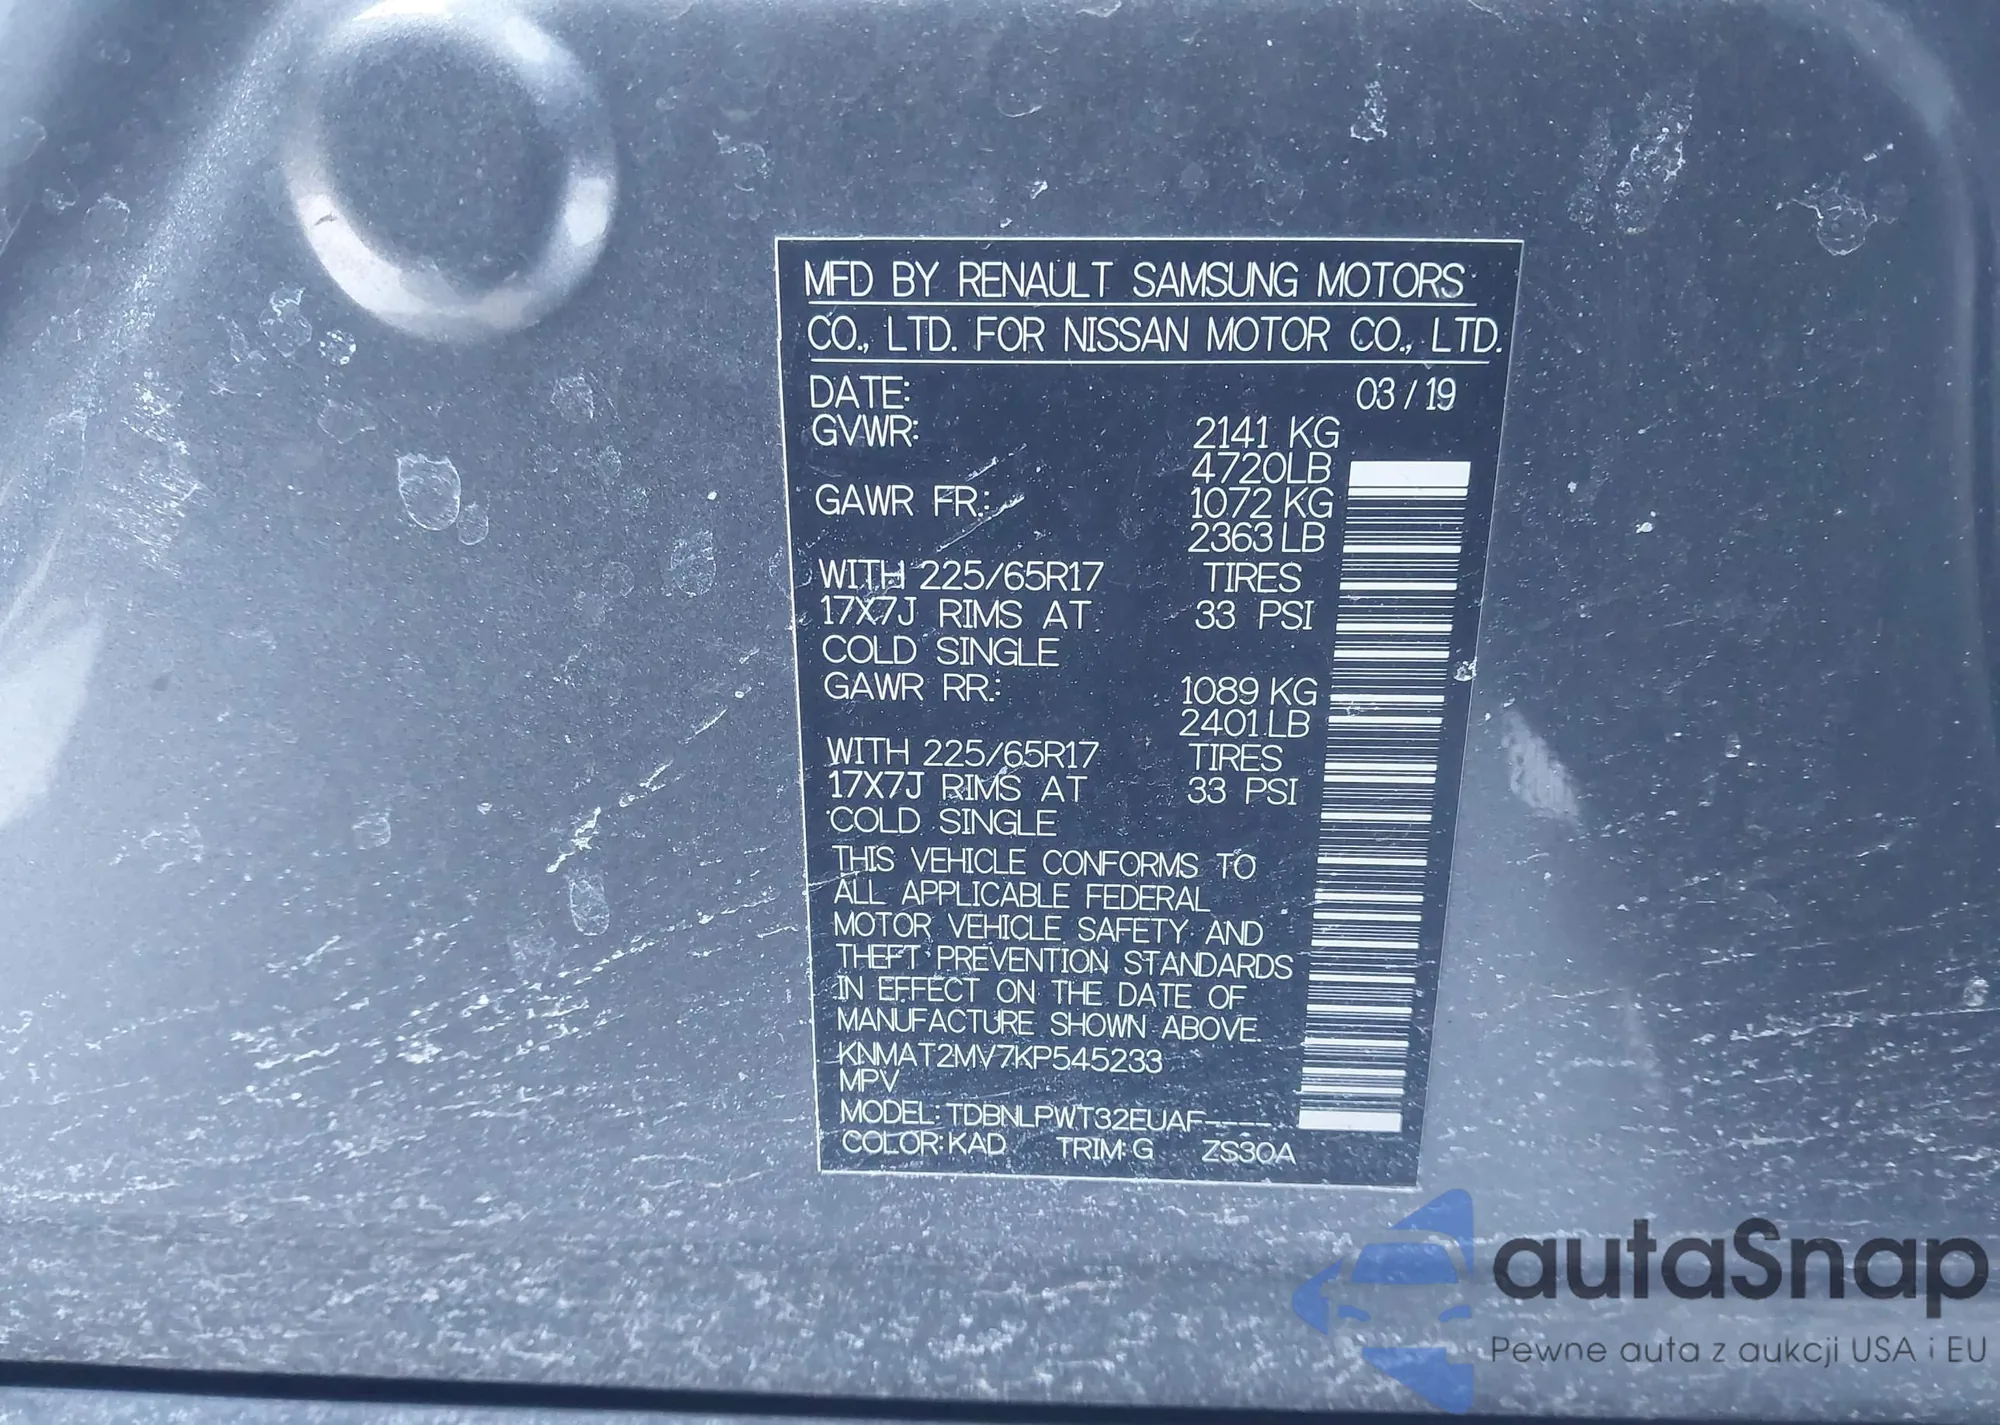 MFD BY RENAULT SAMSUNG MOTORS
CO., LTD. FOR NISSAN MOTOR CO., LTD.
DATE: 03 / 19
GVWR: 2141 KG
4720LB
GAWR FR.: 1072 KG
2363 LB
WITH 225/65R17 TIRES
17X7J RIMS AT 33 PSI
COLD SINGLE
GAWR RR.: 1089 KG
2401 LB
WITH 225/65R17 TIRES
17X7J RIMS AT 33 PSI
COLD SINGLE
THIS VEHICLE CONFORMS TO
ALL APPLICABLE FEDERAL
MOTOR VEHICLE SAFETY AND
THEFT PREVENTION STANDARDS
IN EFFECT ON THE DATE OF
MANUFACTURE SHOWN ABOVE.
KNMAT2MV7KP545233
MPV
MODEL: TDBNLPWT32EUAF----
COLOR: KAD TRIM: G ZS30A
autaSnap
Pewne auta z aukcji USA i EU